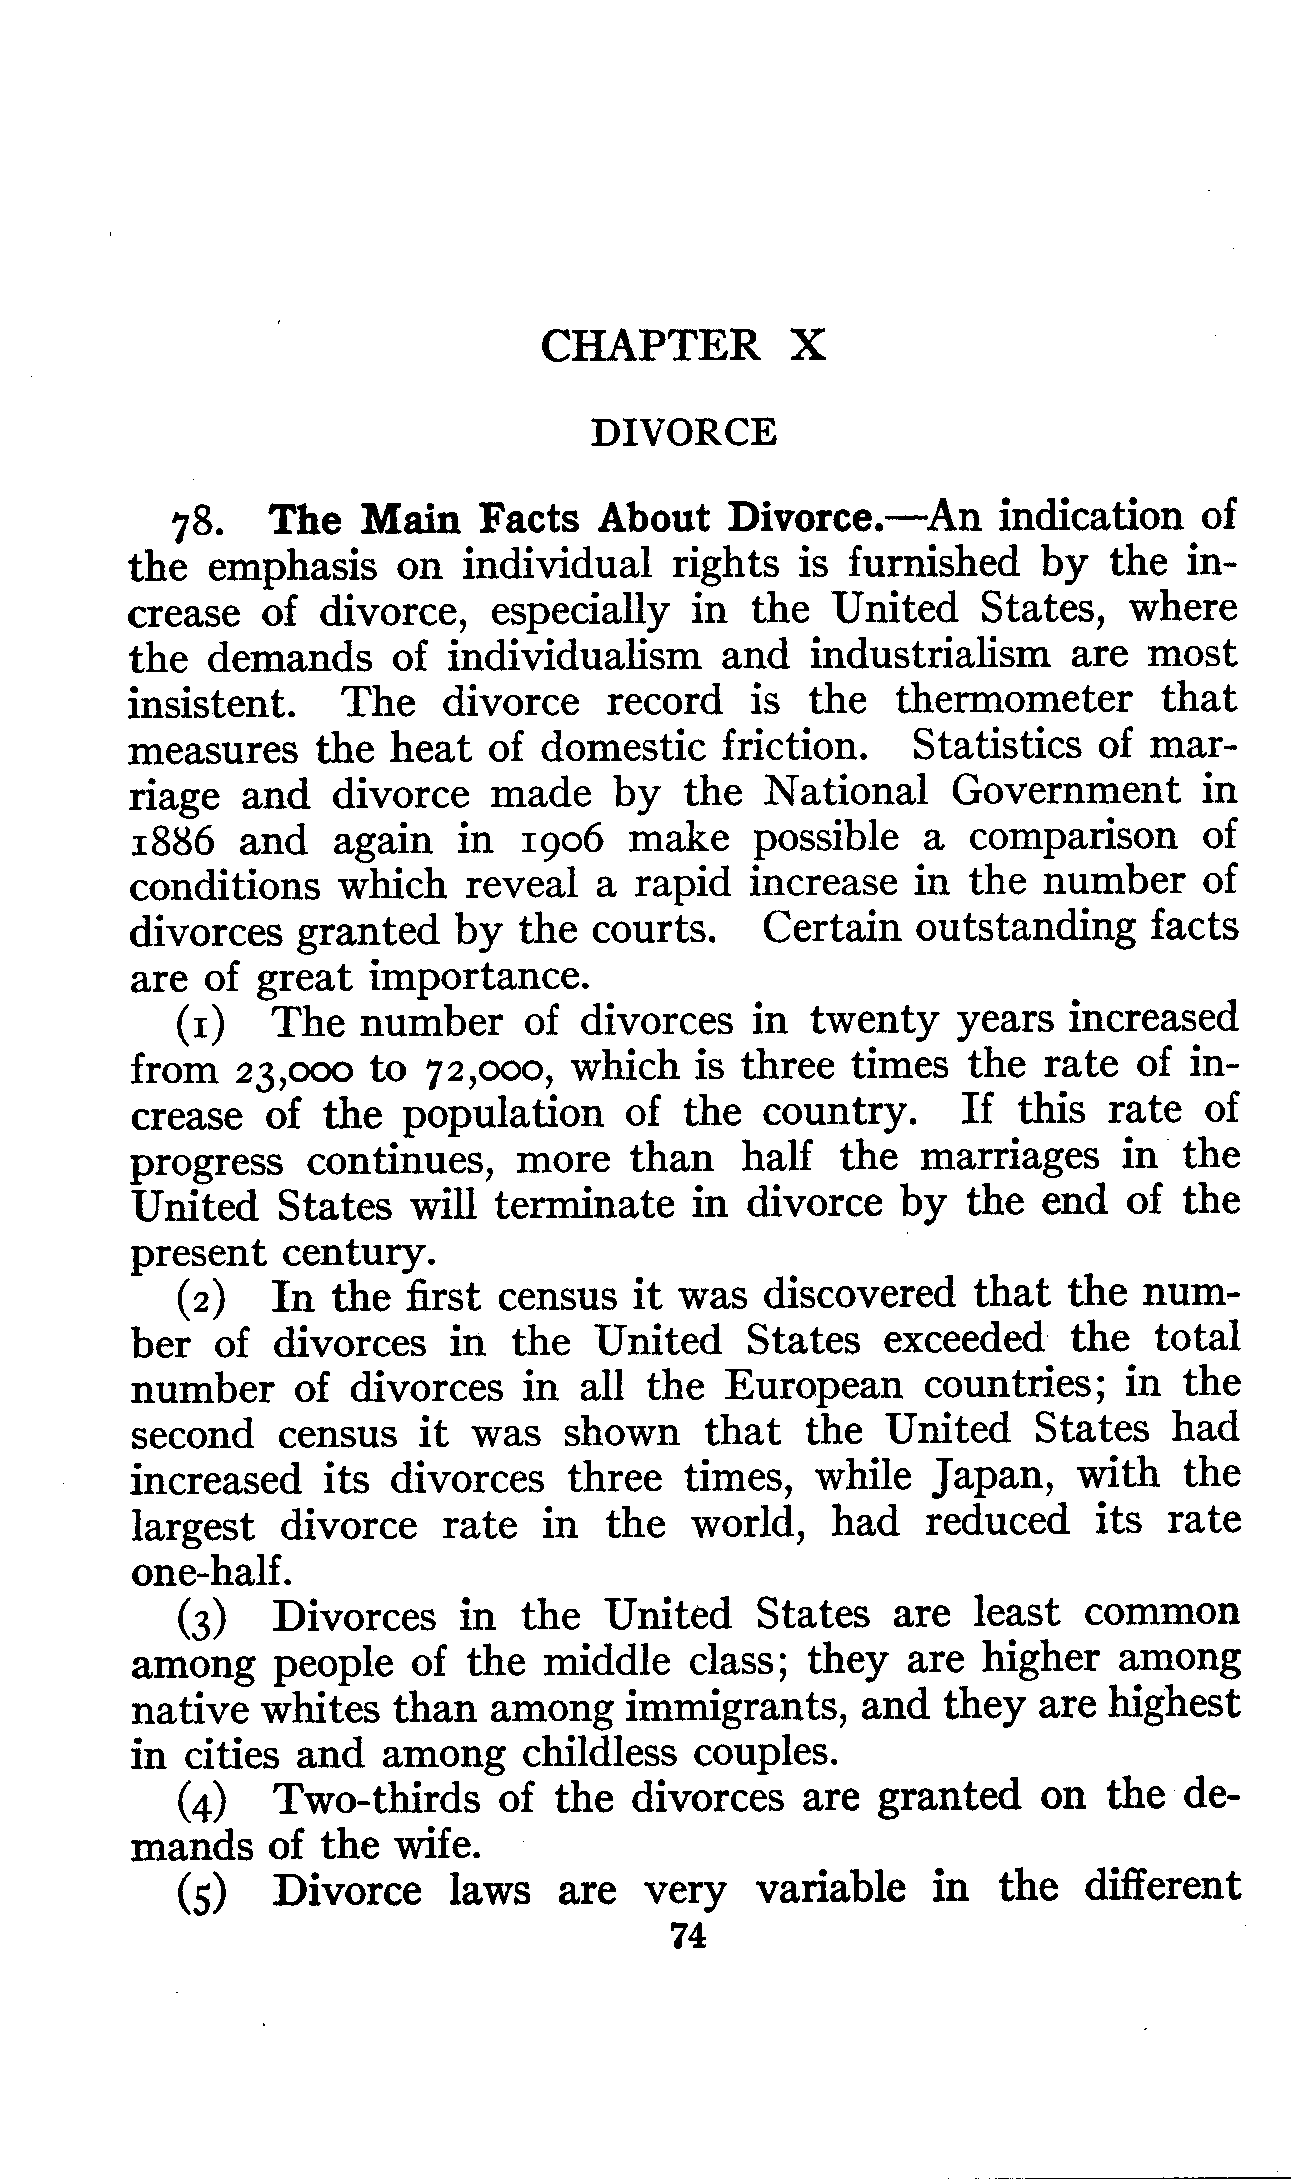 CHAPTER X
DIVORCE
78. The Main Facts About Divorce.—An indication of
the emphasis on individual rights is furnished by the in-
crease of divorce, especially in the United States, where
the demands of individualism and industrialism are most
insistent. The divorce record is the thermometer that
measures the heat of domestic friction. Statistics of mar-
riage and divorce made by the National Government in
1886 and again in 1906 make possible a comparison of
conditions which reveal a rapid increase in the number of
divorces granted by the courts. Certain outstanding facts
are of great importance.
(1) The number of divorces in twenty years increased
from 23,000 to 72,000, which is three times the rate of in-
crease of the population of the country. If this rate of
progress continues, more than half the marriages in the
United States will terminate in divorce by the end of the
present century.
(2) In the first census it was discovered that the num-
ber of divorces in the United States exceeded the total
number of divorces in all the European countries; in the
second census it was shown that the United States had
increased its divorces three times, while Japan, with the
largest divorce rate in the world, had reduced its rate
one-half.
(3) Divorces in the United States are least common
among people of the middle class; they are higher among
native whites than among immigrants, and they are highest
in cities and among childless couples.
(4) Two-thirds of the divorces are granted on the de-
mands of the wife.
(5) Divorce laws are very variable in the different
74